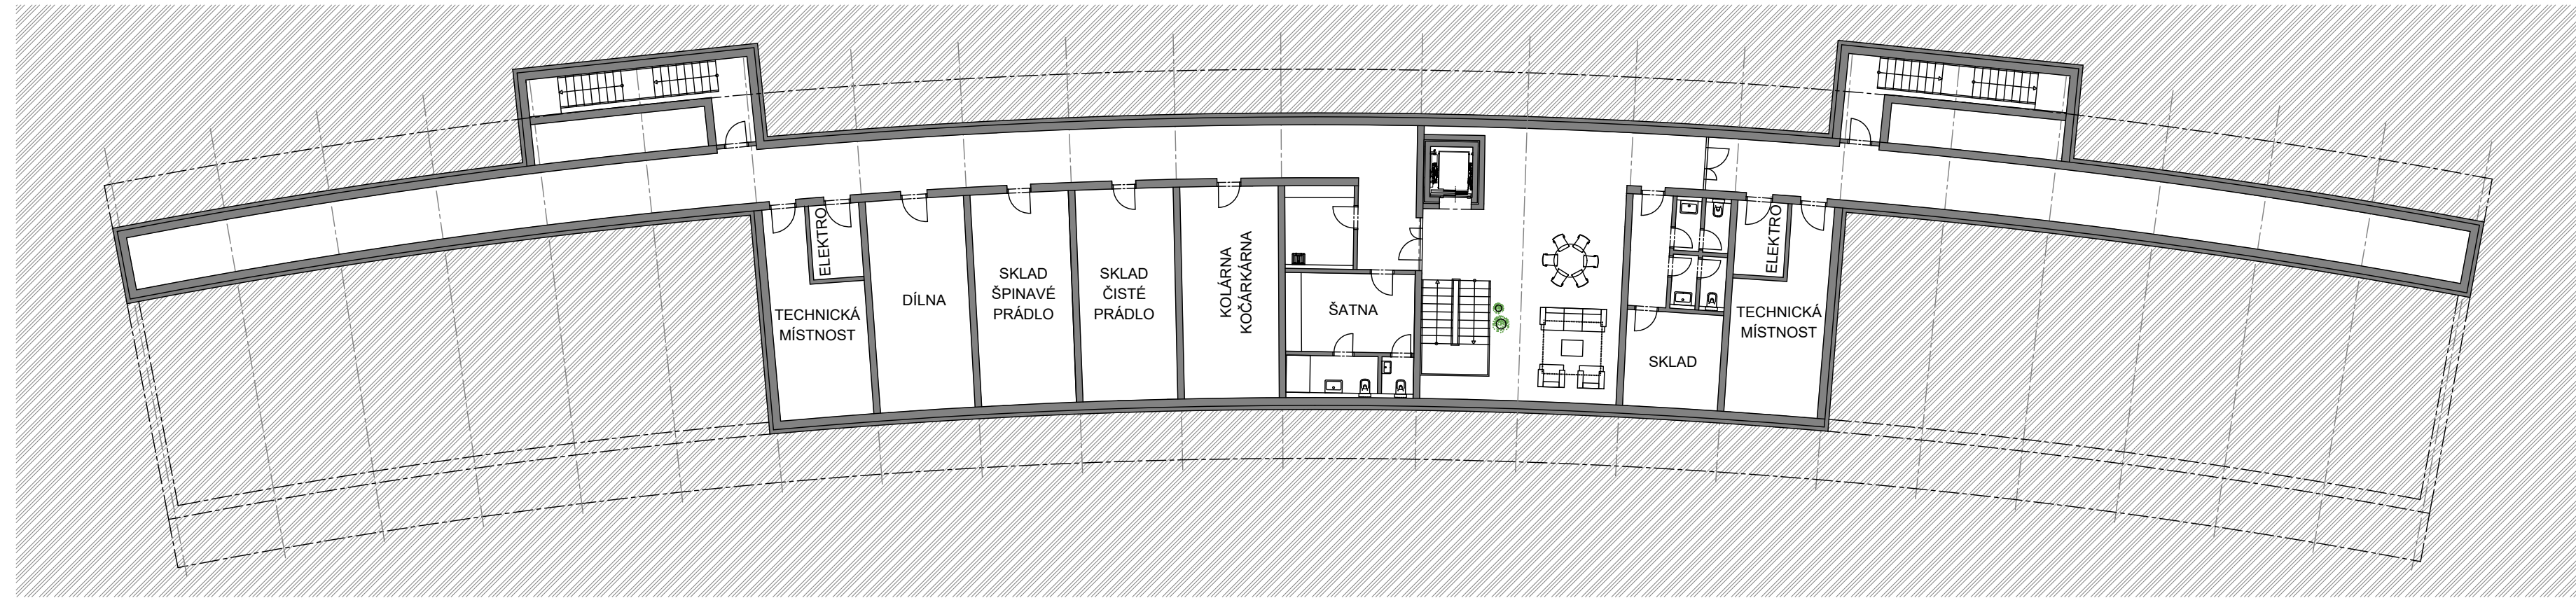 ELEKTRO
TECHNICKÁ
MÍSTNOST
DÍLNA
SKLAD
ŠPINAVÉ
PRÁDLO
SKLAD
ČISTÉ
PRÁDLO
KOLÁRNA
KOČÁRKÁRNA
ŠATNA
SKLAD
ELEKTRO
TECHNICKÁ
MÍSTNOST